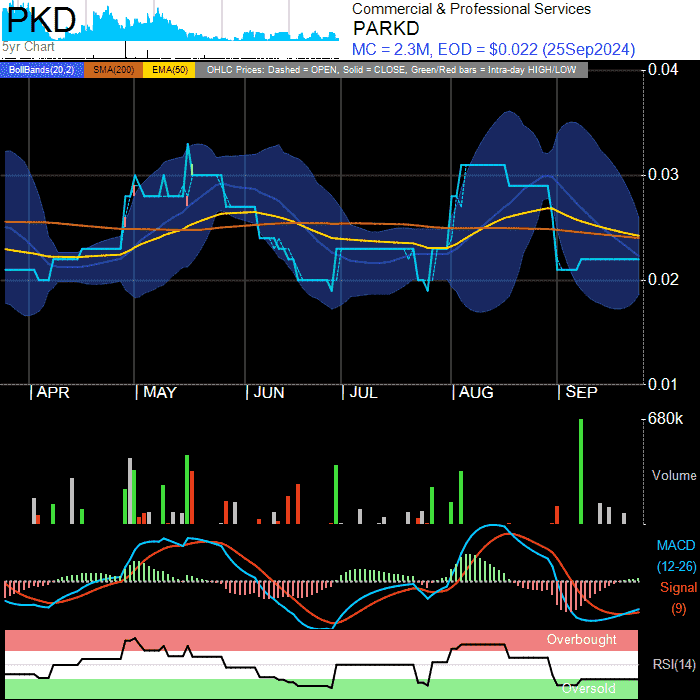 PKD
5yr Chart
Commercial & Professional Services
PARKD
MC = 2.3M, EOD = $0.022 (25Sep2024)
BollBands(20,2) SMA(200) EMA(50) OHLC Prices: Dashed = OPEN, Solid = CLOSE, Green/Red bars = Intra-day HIGH/LOW
0.04
0.03
0.02
0.01
APR MAY JUN JUL AUG SEP
680k
Volume
MACD
(12-26)
Signal
(9)
Overbought
RSI(14)
Oversold